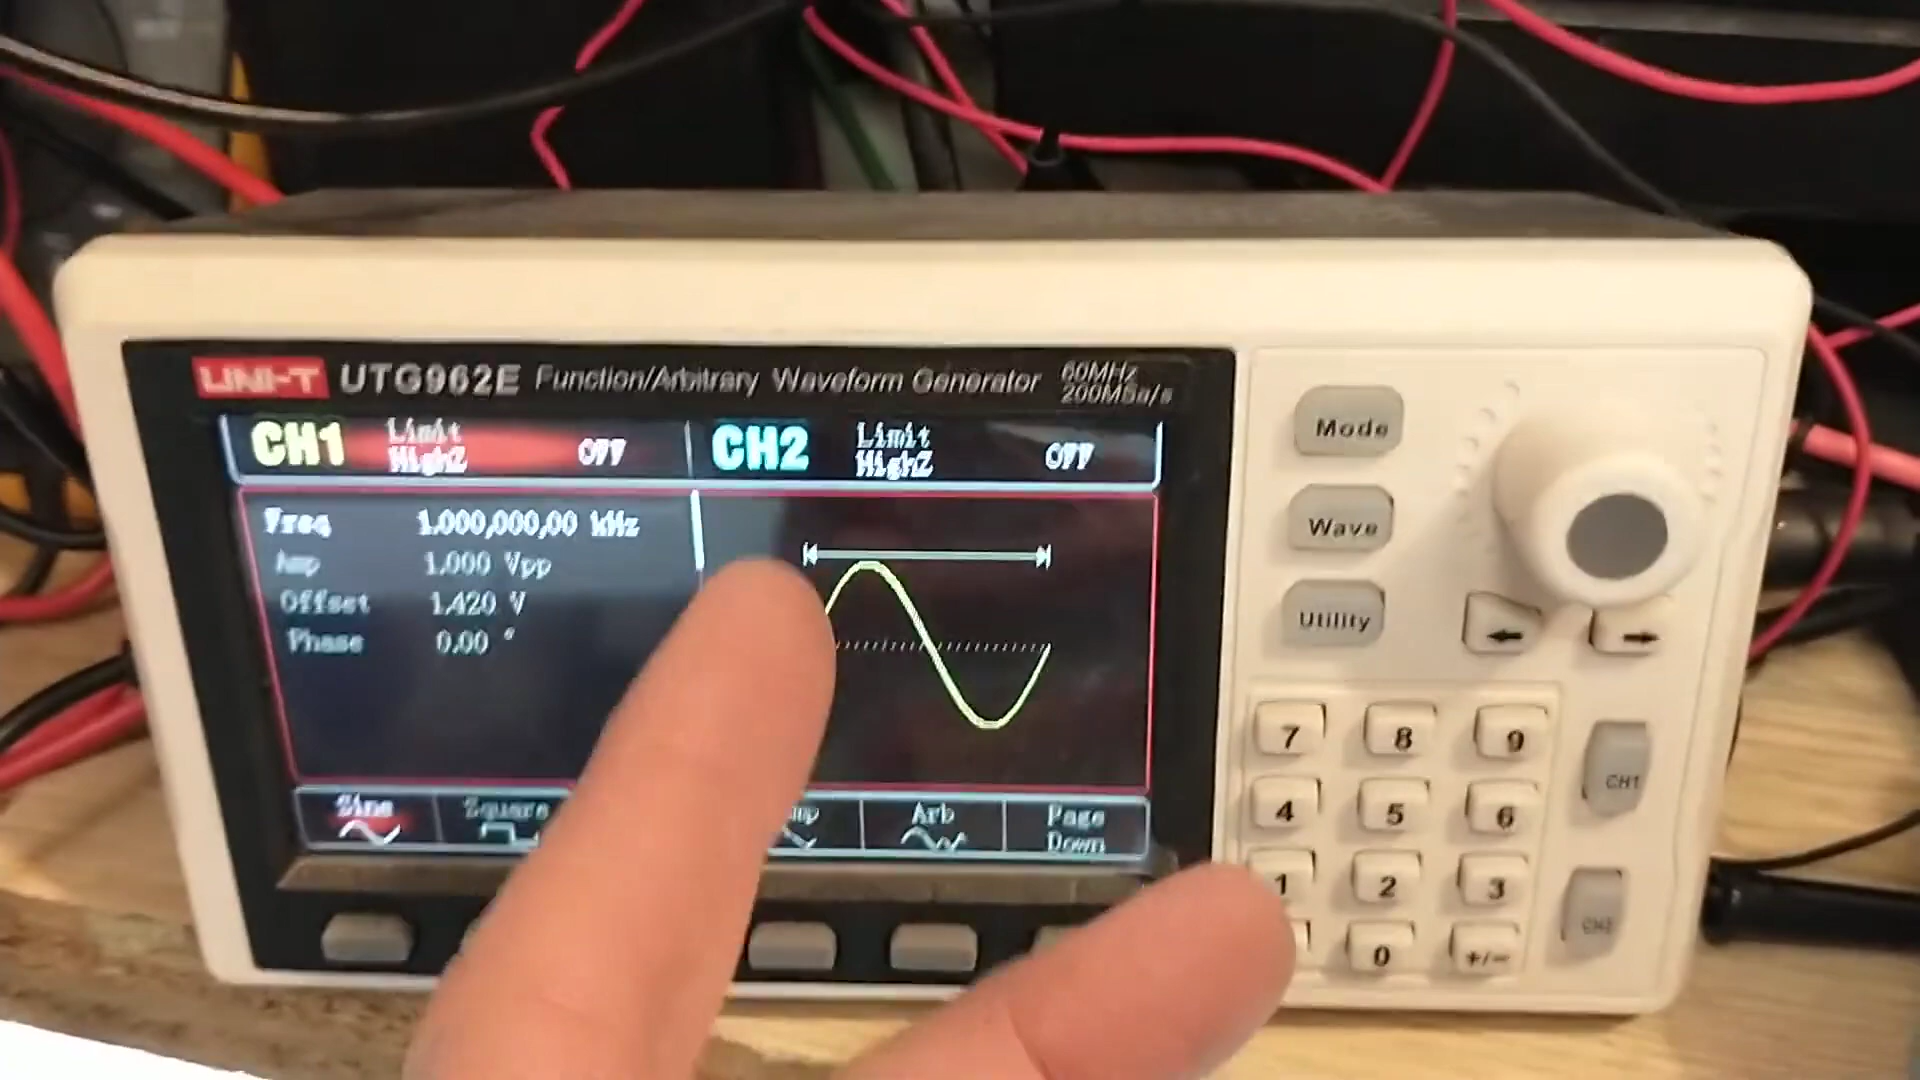 UNI-T UTG962E Function/Arbitrary Waveform Generator 60MHz 200MSa/s
CH1 Limit HighZ OFF CH2 Limit HighZ OFF
Freq 1.000,000,00 kHz
Amp 1.000 Vpp
Offset 1.420 V
Phase 0.00 °
Sine Square mp Arb Page Down
Mode
Wave
Utility
7 8 9
4 5 6
1 2 3
0 +/-
CH1
CH2